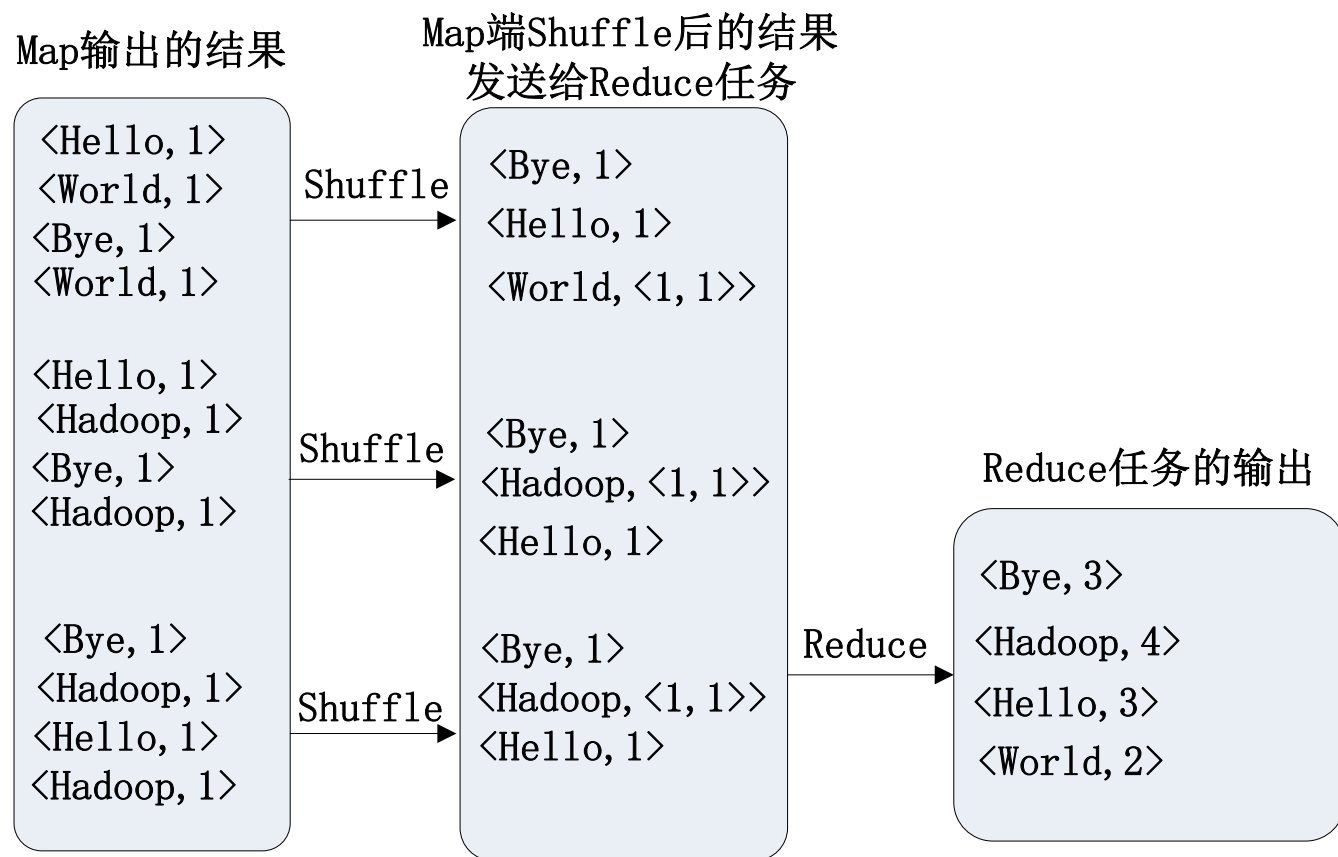 Map输出的结果
<Hello,1>
<World,1>
<Bye,1>
<World,1>
<Hello,1>
<Hadoop,1>
<Bye,1>
<Hadoop,1>
<Bye,1>
<Hadoop,1>
<Hello,1>
<Hadoop,1>
Shuffle
Shuffle
Shuffle
Map端Shuffle后的结果
发送给Reduce任务
<Bye,1>
<Hello,1>
<World,<1,1>>
<Bye,1>
<Hadoop,<1,1>>
<Hello,1>
<Bye,1>
<Hadoop,<1,1>>
<Hello,1>
Reduce
Reduce任务的输出
<Bye,3>
<Hadoop,4>
<Hello,3>
<World,2>